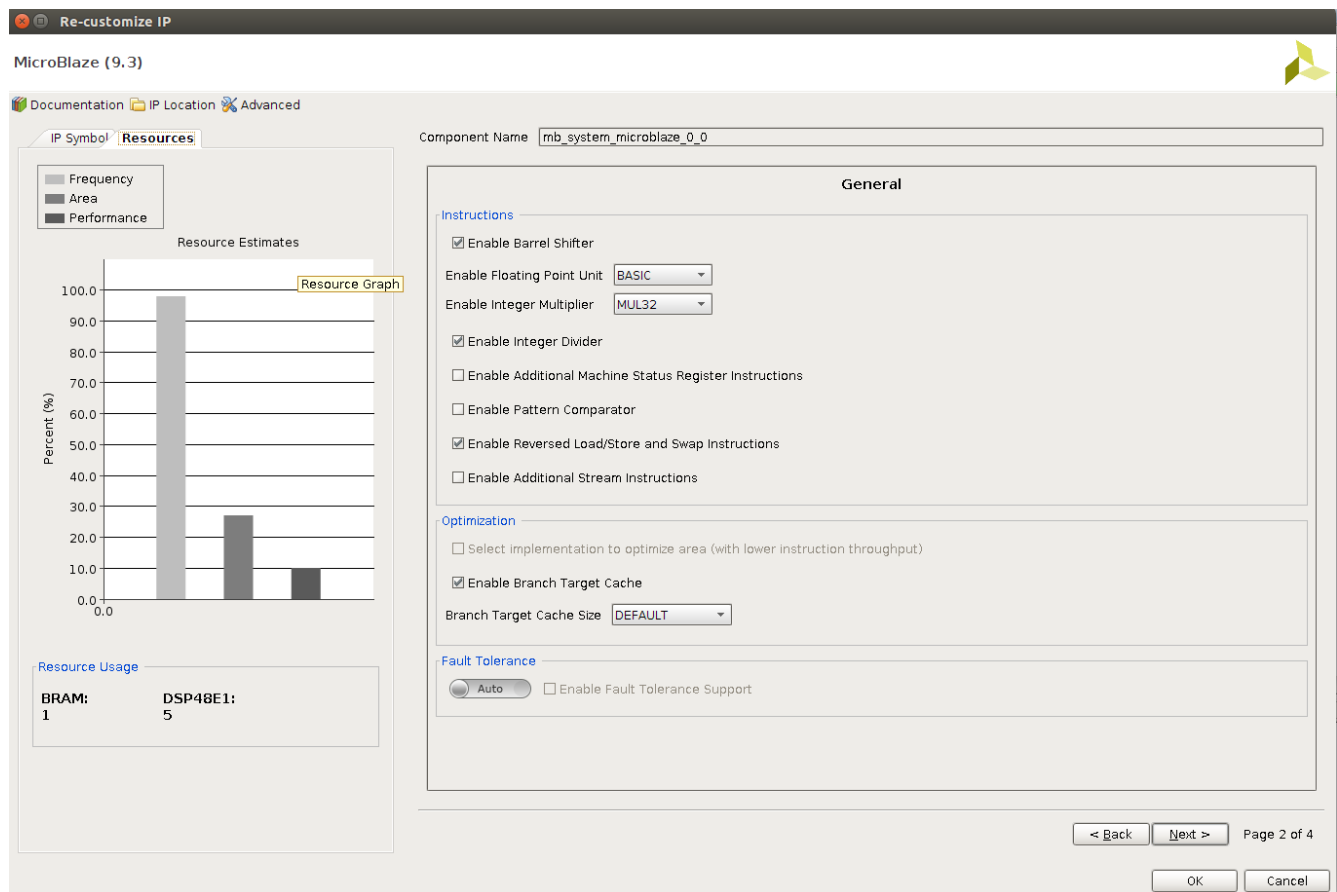 Re-customize IP
MicroBlaze (9.3)
Documentation IP Location Advanced
IP Symbol Resources
Frequency
Area
Performance
Resource Estimates
Resource Graph
Percent (%)
100.0
90.0
80.0
70.0
60.0
50.0
40.0
30.0
20.0
10.0
0.0
0.0
Resource Usage
BRAM: DSP48E1:
1 5
Component Name mb_system_microblaze_0_0
General
Instructions
Enable Barrel Shifter
Enable Floating Point Unit BASIC
Enable Integer Multiplier MUL32
Enable Integer Divider
Enable Additional Machine Status Register Instructions
Enable Pattern Comparator
Enable Reversed Load/Store and Swap Instructions
Enable Additional Stream Instructions
Optimization
Select implementation to optimize area (with lower instruction throughput)
Enable Branch Target Cache
Branch Target Cache Size DEFAULT
Fault Tolerance
Auto Enable Fault Tolerance Support
< Back Next > Page 2 of 4
OK Cancel